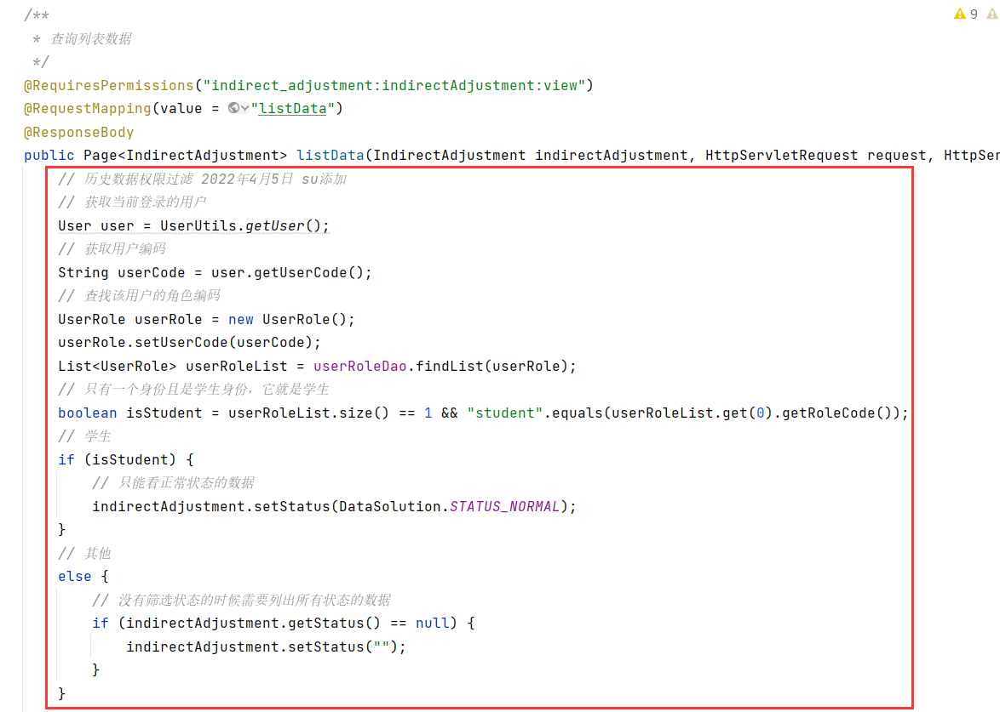 /**
 * 查询列表数据
 */
@RequiresPermissions("indirect_adjustment:indirectAdjustment:view")
@RequestMapping(value = "listData")
@ResponseBody
public Page<IndirectAdjustment> listData(IndirectAdjustment indirectAdjustment, HttpServletRequest request, HttpSer
// 历史数据权限过滤 2022年4月5日 su添加
// 获取当前登录的用户
User user = UserUtils.getUser();
// 获取用户编码
String userCode = user.getUserCode();
// 查找该用户的角色编码
UserRole userRole = new UserRole();
userRole.setUserCode(userCode);
List<UserRole> userRoleList = userRoleDao.findList(userRole);
// 只有一个身份且是学生身份，它就是学生
boolean isStudent = userRoleList.size() == 1 && "student".equals(userRoleList.get(0).getRoleCode());
// 学生
if (isStudent) {
// 只能看正常状态的数据
indirectAdjustment.setStatus(DataSolution.STATUS_NORMAL);
}
// 其他
else {
// 没有筛选状态的时候需要列出所有状态的数据
if (indirectAdjustment.getStatus() == null) {
indirectAdjustment.setStatus("");
}
}
9